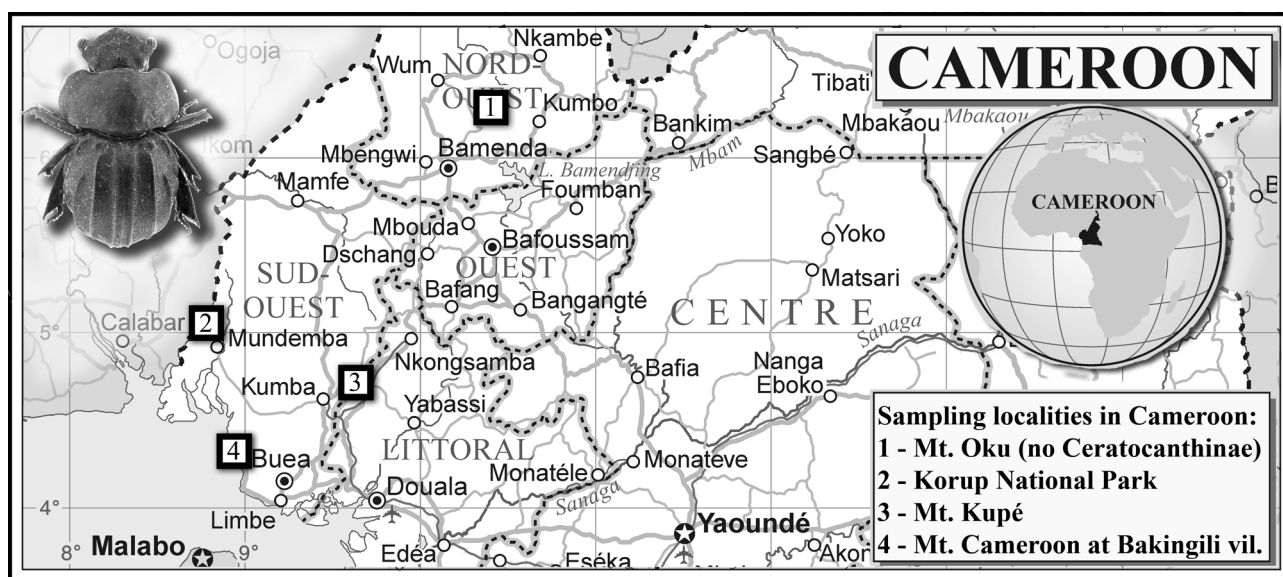 CAMEROON
Ogoja
Nkambe
Wum
NORD-
OUEST
Tibati
1
Kumbo
Bankim
Mbakaou
Mbakaou
Ikom
Mbengwi
Bamenda
Mbam
Sangbé
6°
L. Bamendjing
Mamfe
Foumban
CAMEROON
Mbouda
Bafoussam
Yoko
Dschang
OUEST
SUD-
OUEST
Matsari
Bafang
Bangangté
CENTRE
Calabar
2
5°
Mundemba
Sanaga
Nkongsamba
Nanga
Eboko
Bafia
3
Kumba
Yabassi
Sampling localities in Cameroon:
1 - Mt. Oku (no Ceratocanthinae)
2 - Korup National Park
3 - Mt. Kupé
4 - Mt. Cameroon at Bakingili vil.
4
Buea
LITTORAL
Monatéle
Monateve
Douala
Sanaga
4°
Limbe
Yaoundé
8°
Malabo
9°
Edéa
Eséka
Akon